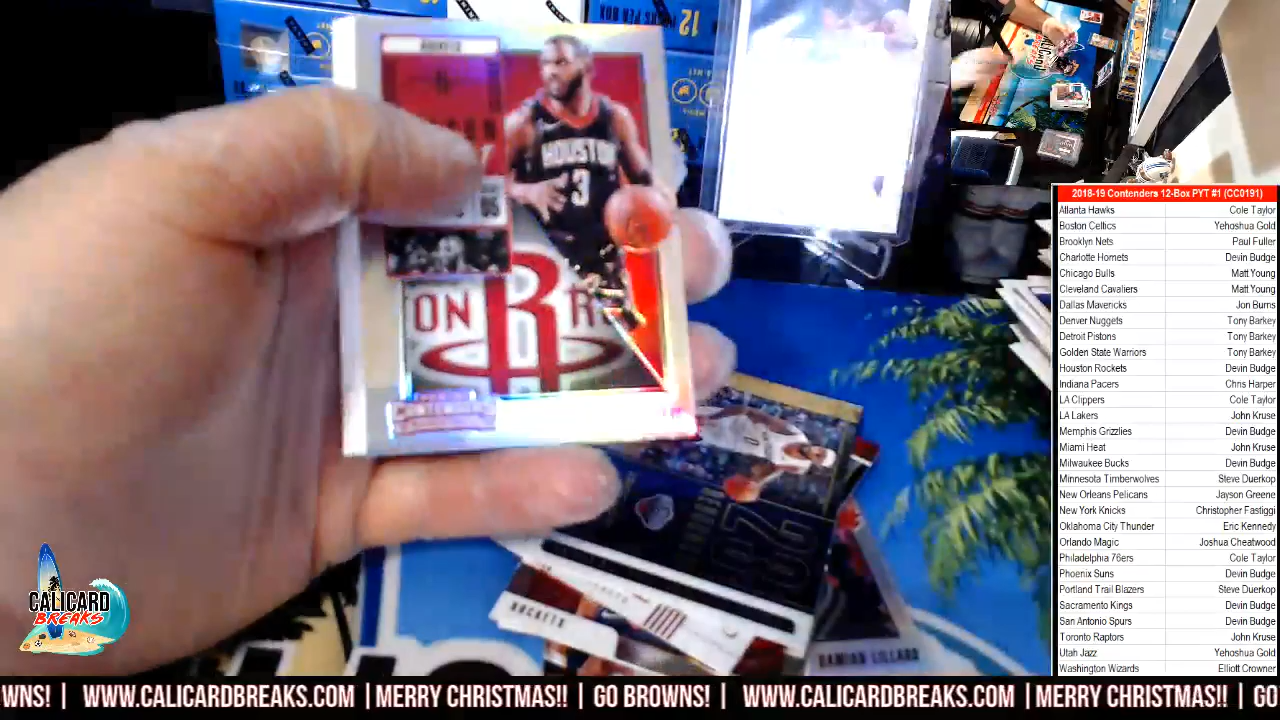 12
HOUSTON
3
ON R
ROCKETS
DAMIAN LILLARD
0
28
CALICARD
BREAKS
2018-19 Contenders 12-Box PYT #1 (CC0191)
Atlanta Hawks Cole Taylor
Boston Celtics Yehoshua Gold
Brooklyn Nets Paul Fuller
Charlotte Hornets Devin Budge
Chicago Bulls Matt Young
Cleveland Cavaliers Matt Young
Dallas Mavericks Jon Burns
Denver Nuggets Tony Barkey
Detroit Pistons Tony Barkey
Golden State Warriors Tony Barkey
Houston Rockets Devin Budge
Indiana Pacers Chris Harper
LA Clippers Cole Taylor
LA Lakers John Kruse
Memphis Grizzlies Devin Budge
Miami Heat John Kruse
Milwaukee Bucks Devin Budge
Minnesota Timberwolves Steve Duerkop
New Orleans Pelicans Jayson Greene
New York Knicks Christopher Fastiggi
Oklahoma City Thunder Eric Kennedy
Orlando Magic Joshua Cheatwood
Philadelphia 76ers Cole Taylor
Phoenix Suns Devin Budge
Portland Trail Blazers Steve Duerkop
Sacramento Kings Devin Budge
San Antonio Spurs Devin Budge
Toronto Raptors John Kruse
Utah Jazz Yehoshua Gold
Washington Wizards Elliott Crowner
WNS! | WWW.CALICARDBREAKS.COM | MERRY CHRISTMAS!! | GO BROWNS! | WWW.CALICARDBREAKS.COM | MERRY CHRISTMAS!! | GO